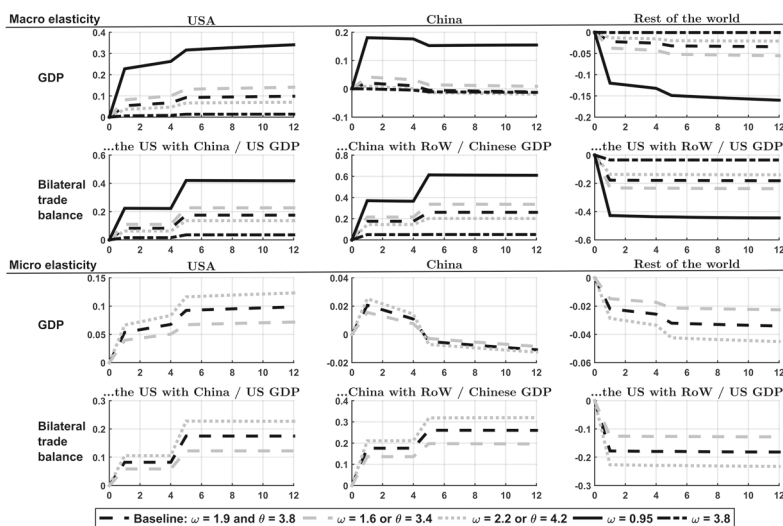 Macro elasticity USA China Rest of the world
GDP
0.4 0.3 0.2 0.1 0
0 2 4 6 8 10 12
0.2 0.1 0 -0.1
0 2 4 6 8 10 12
0 -0.05 -0.1 -0.15 -0.2
0 2 4 6 8 10 12
...the US with China / US GDP ...China with RoW / Chinese GDP ...the US with RoW / US GDP
Bilateral
trade
balance
0.6 0.4 0.2 0
0 2 4 6 8 10 12
0.8 0.6 0.4 0.2 0
0 2 4 6 8 10 12
0 -0.2 -0.4 -0.6
0 2 4 6 8 10 12
Micro elasticity USA China Rest of the world
GDP
0.15 0.1 0.05 0
0 2 4 6 8 10 12
0.04 0.02 0 -0.02
0 2 4 6 8 10 12
0 -0.02 -0.04 -0.06
0 2 4 6 8 10 12
...the US with China / US GDP ...China with RoW / Chinese GDP ...the US with RoW / US GDP
Bilateral
trade
balance
0.3 0.2 0.1 0
0 2 4 6 8 10 12
0.4 0.3 0.2 0.1 0
0 2 4 6 8 10 12
0 -0.1 -0.2 -0.3
0 2 4 6 8 10 12
Baseline: ω = 1.9 and θ = 3.8 ω = 1.6 or θ = 3.4 ω = 2.2 or θ = 4.2 ω = 0.95 ω = 3.8